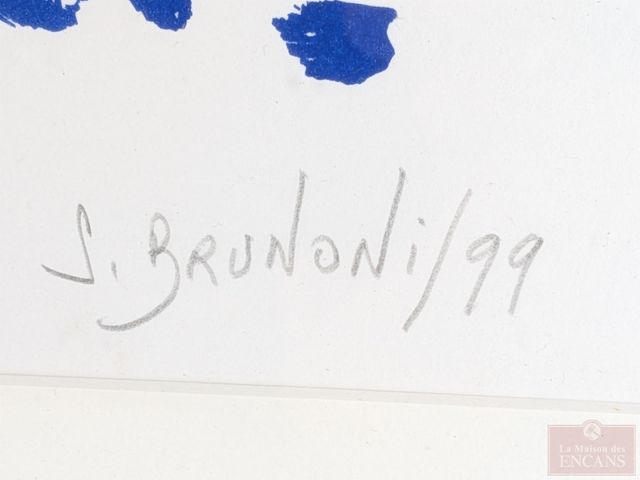 S. BRUNONi/99
La Maison des
ENCANS